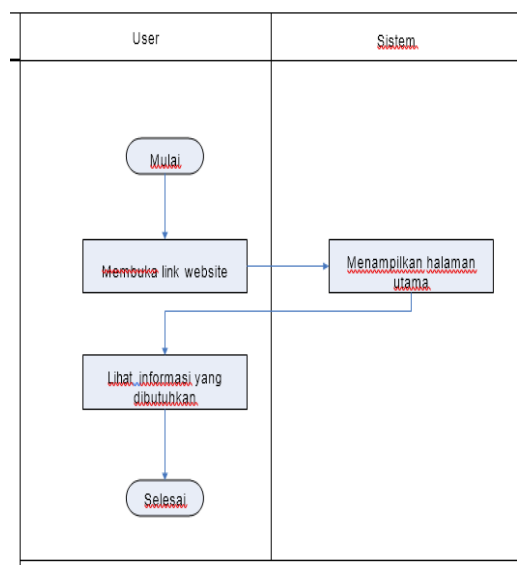 User
Sistem
Mulai
Membuka link website
Menampilkan halaman
utama
Lihat informasi yang
dibutuhkan
Selesai